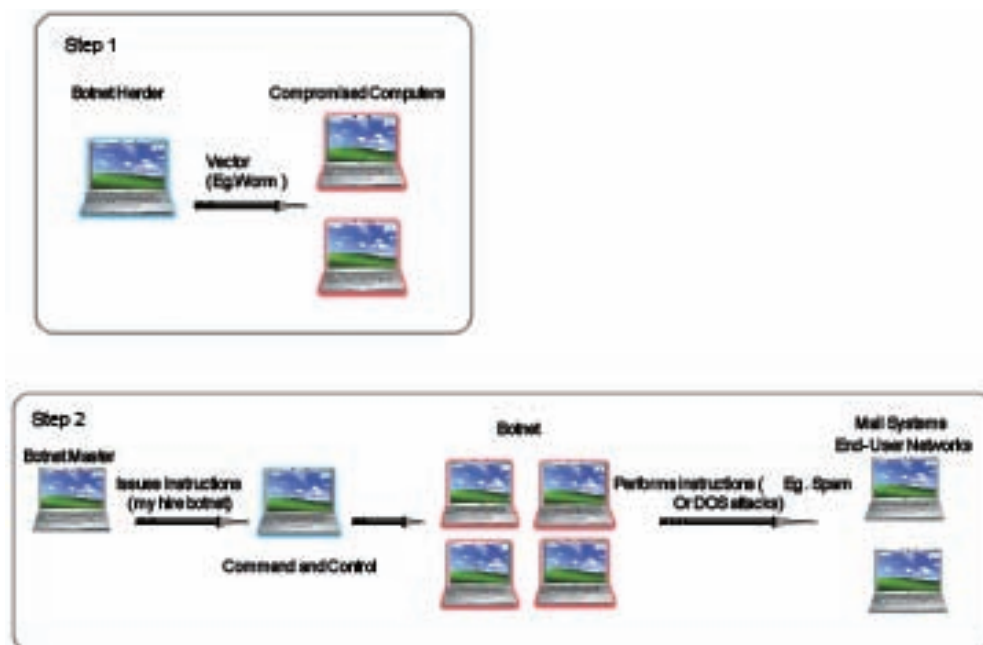 Step 1
Botnet Herder
Compromised Computers
Vector
(Eg.Worm )
Step 2
Botnet Master
Issues Instructions
(my hire botnet)
Command and Control
Botnet
Performs instructions ( Eg. Spam
Or DOS attacks)
Mail Systems
End-User Networks